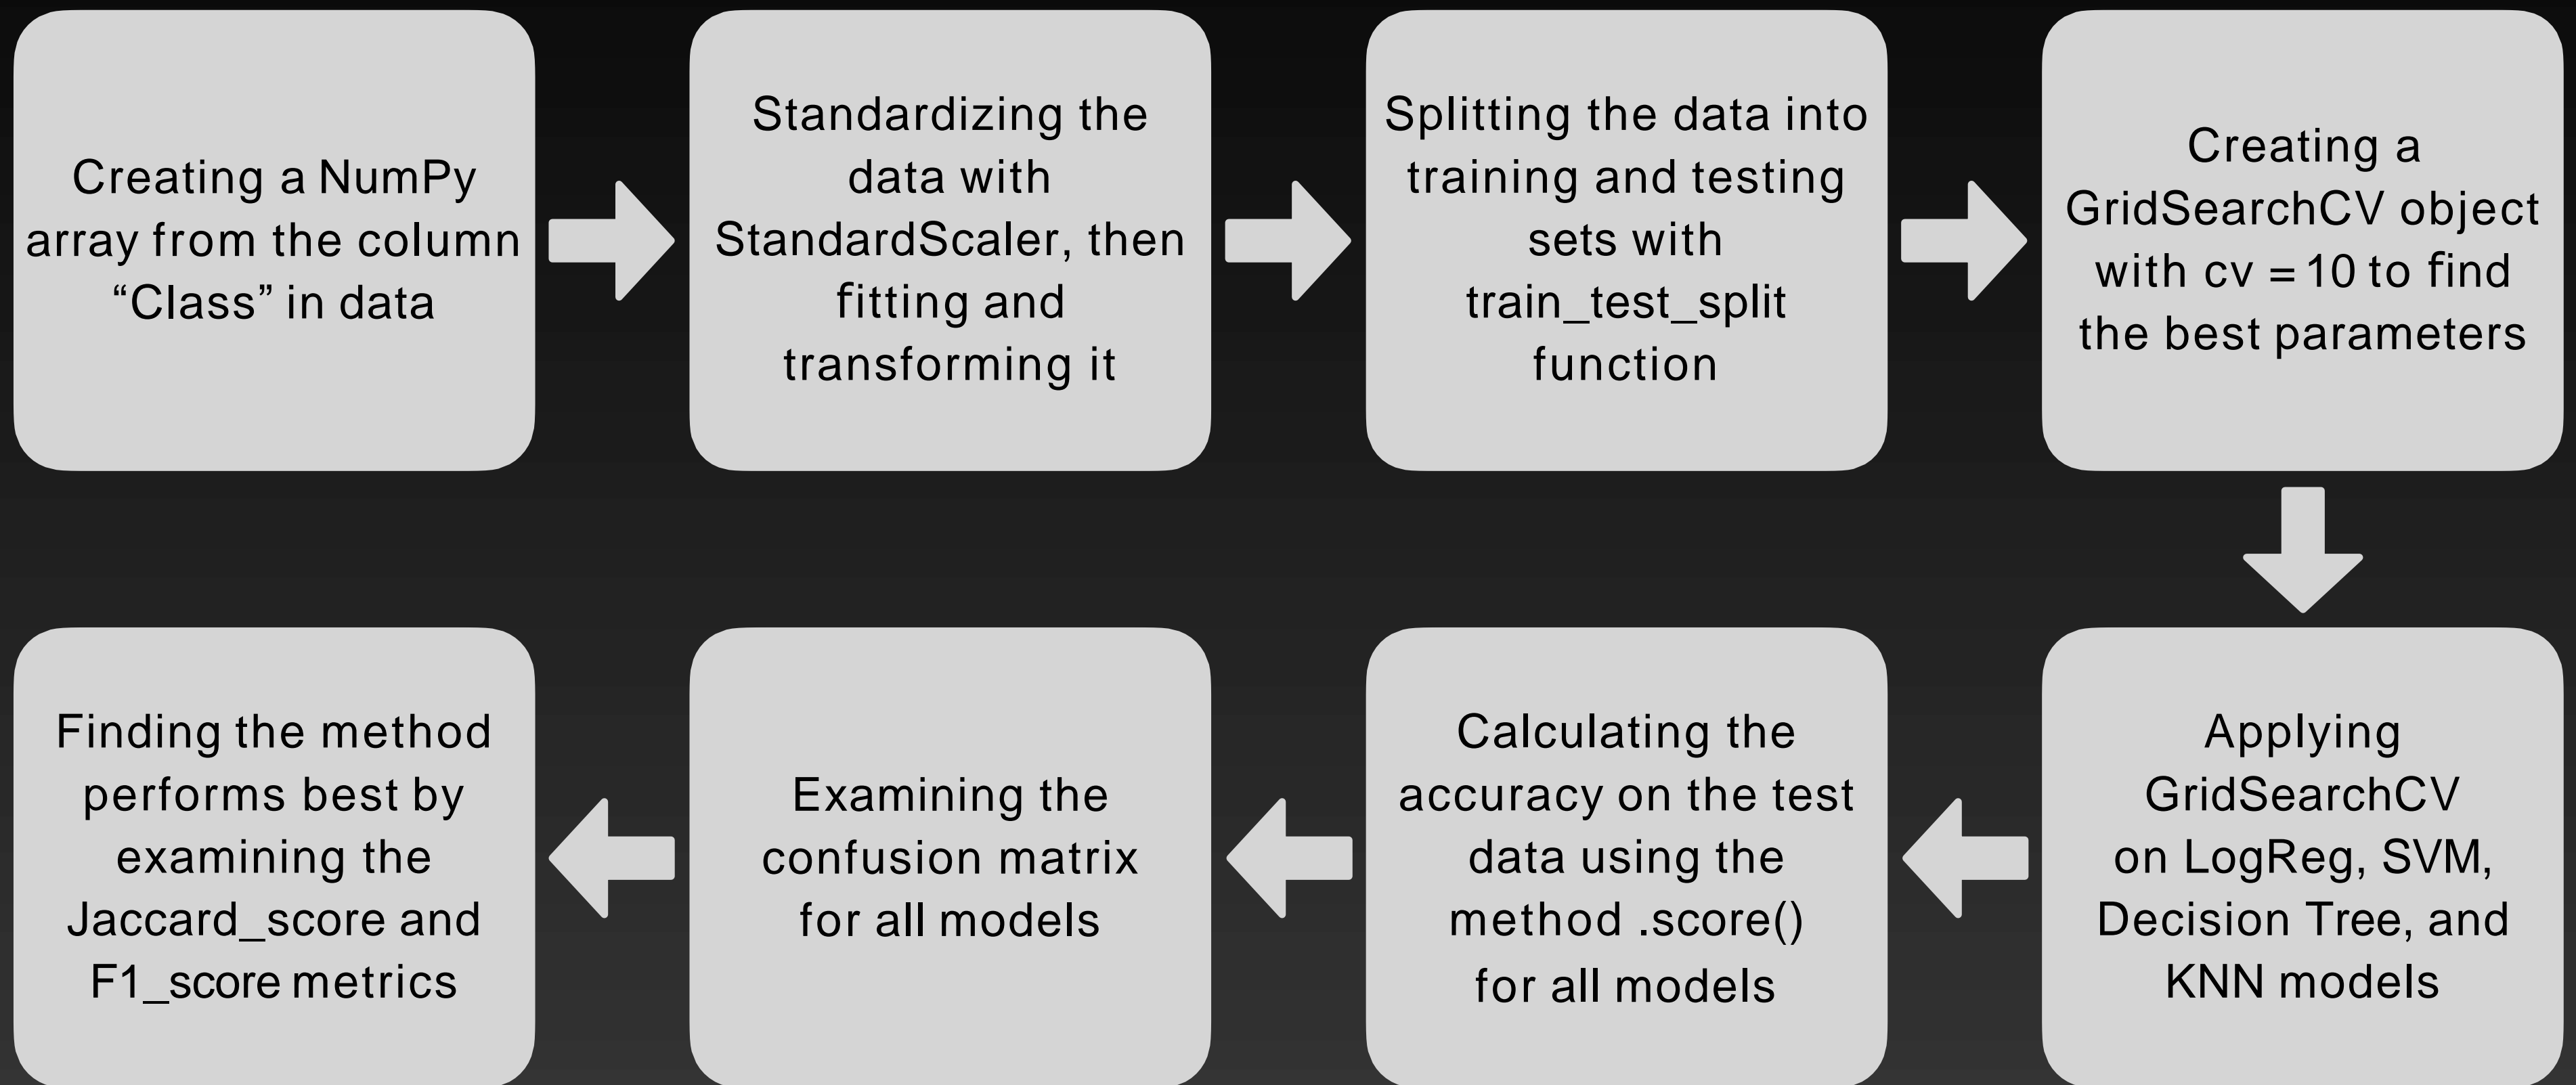 Creating a NumPy
array from the column
“Class” in data
Standardizing the
data with
StandardScaler, then
fitting and
transforming it
Splitting the data into
training and testing
sets with
train_test_split
function
Creating a
GridSearchCV object
with cv = 10 to find
the best parameters
Applying
GridSearchCV
on LogReg, SVM,
Decision Tree, and
KNN models
Calculating the
accuracy on the test
data using the
method .score()
for all models
Examining the
confusion matrix
for all models
Finding the method
performs best by
examining the
Jaccard_score and
F1_score metrics